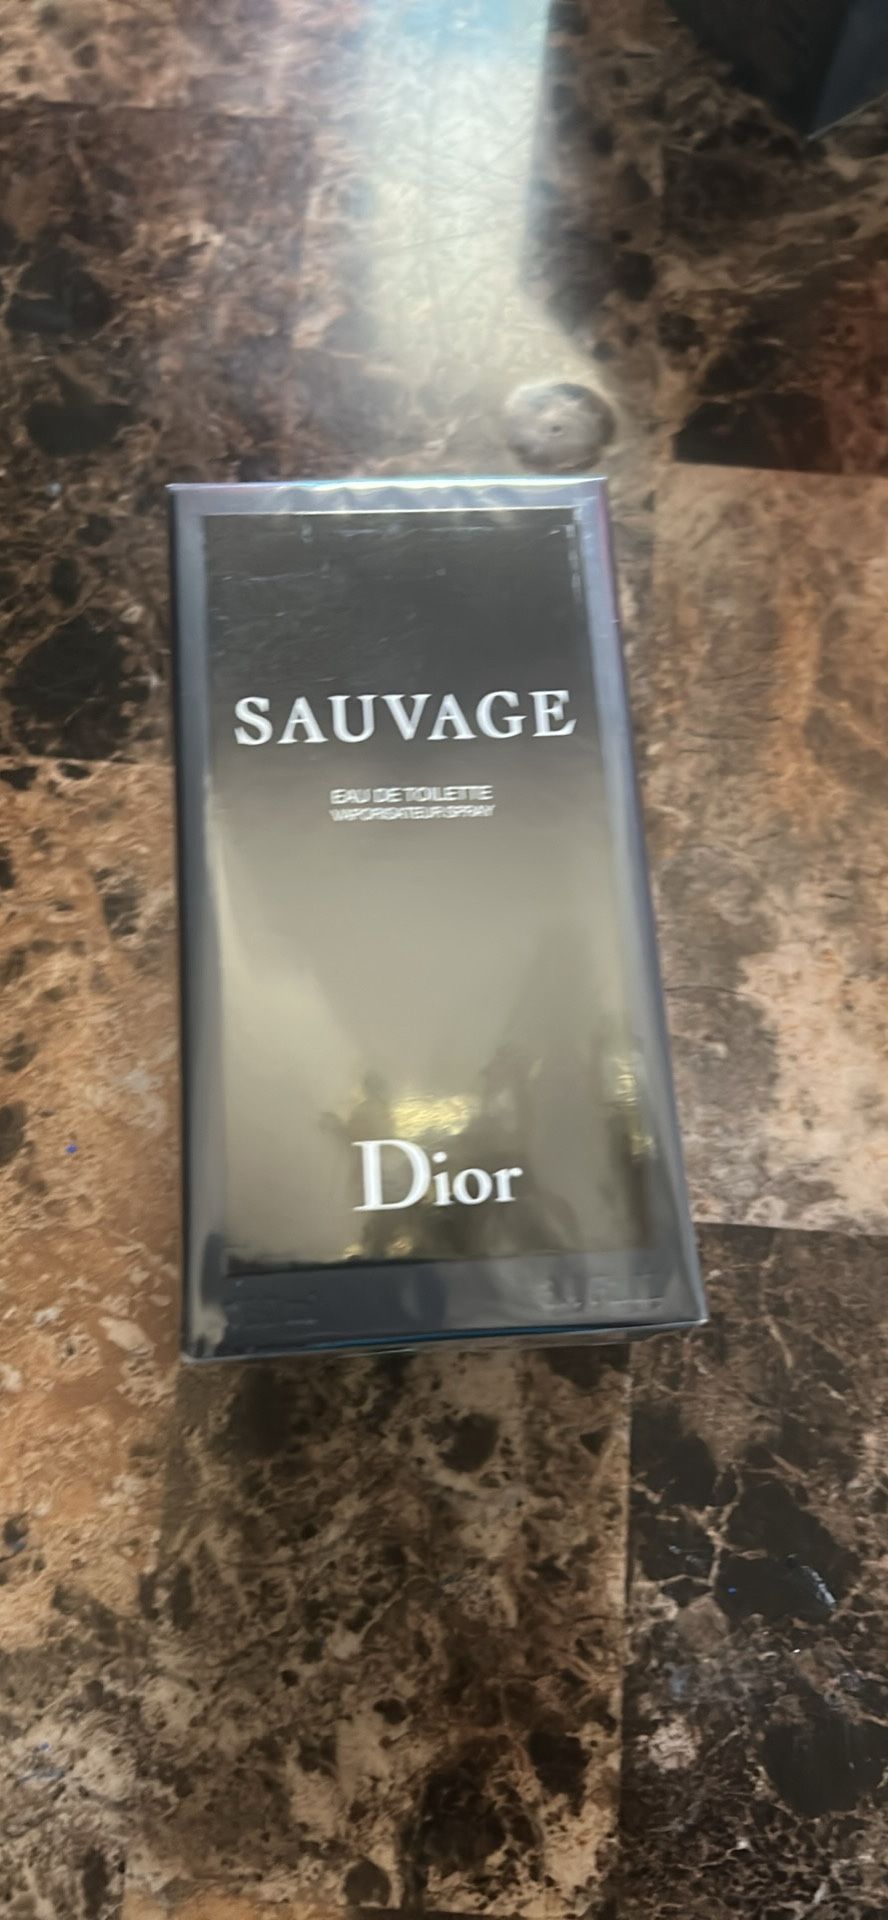 SAUVAGE
EAU DE TOILETTE
VAPORISATEUR SPRAY
Dior